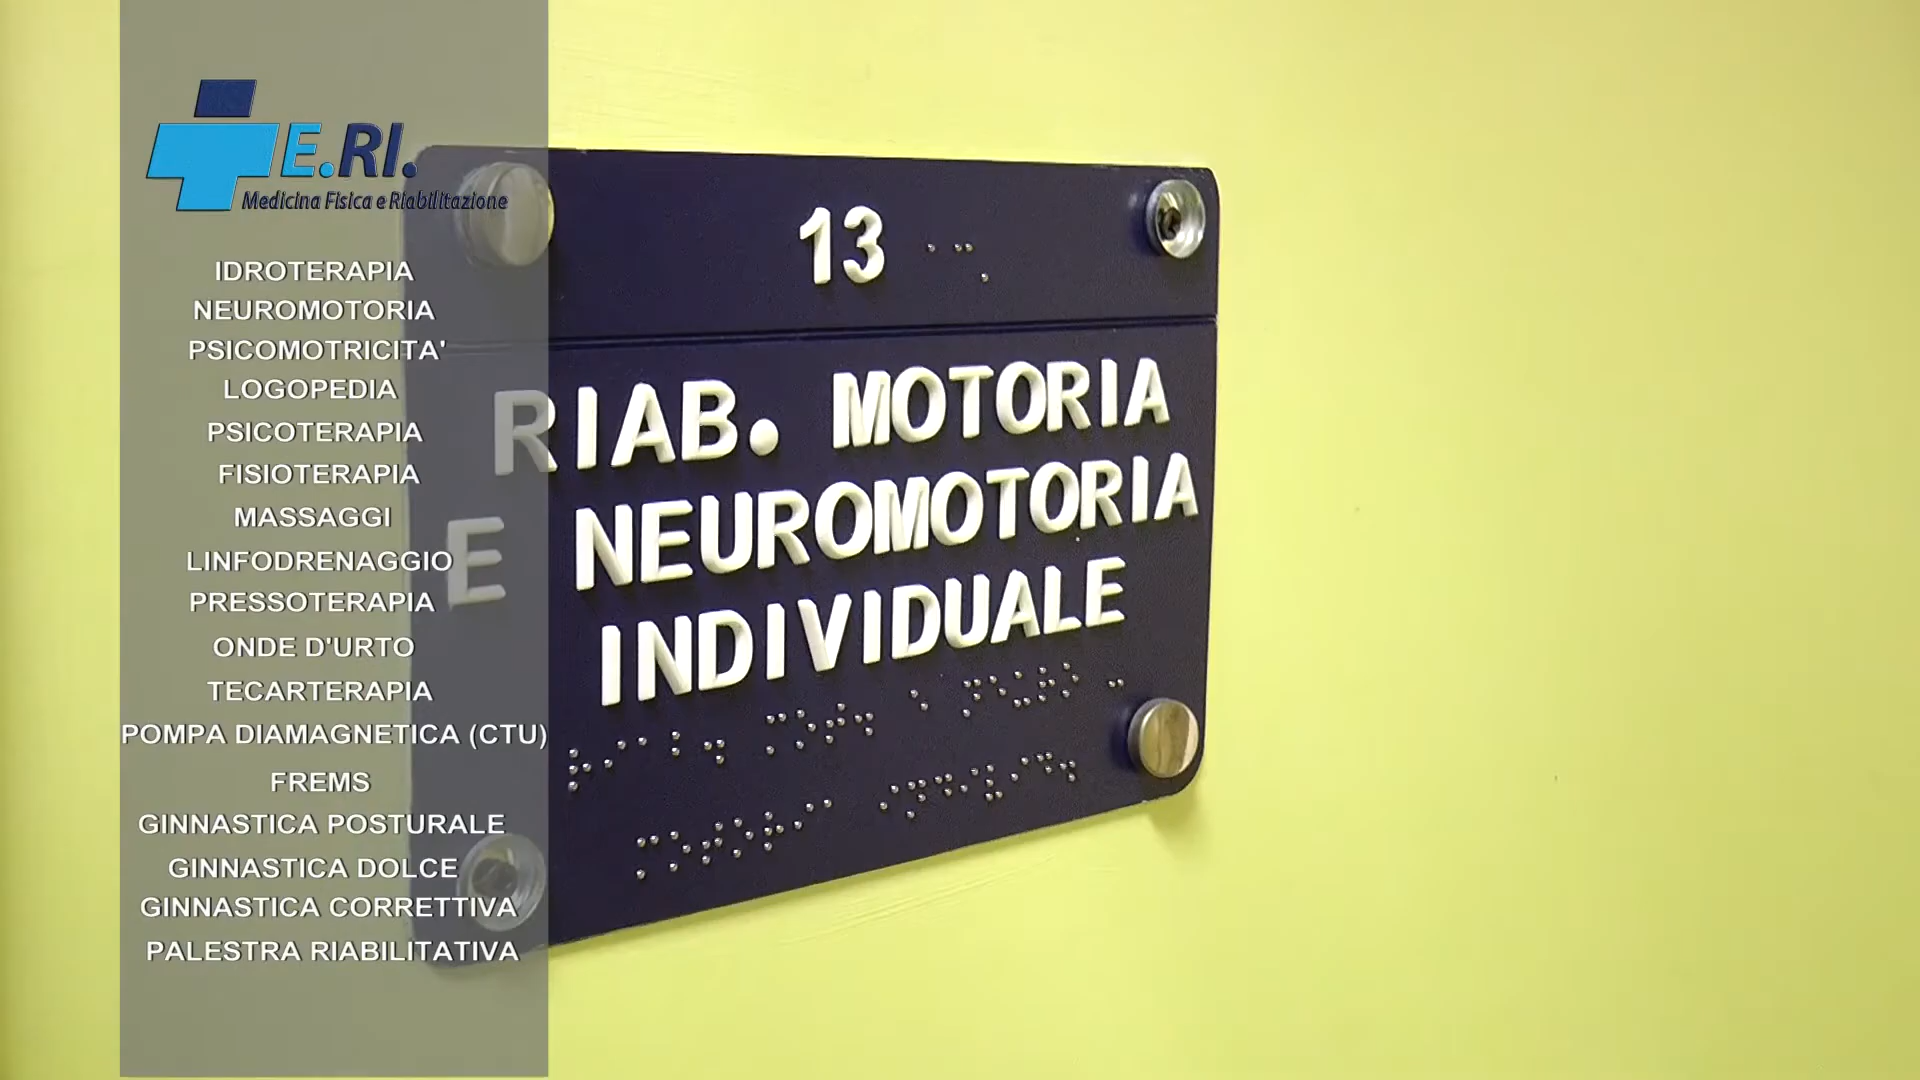 E.RI.
Medicina Fisica e Riabilitazione
IDROTERAPIA
NEUROMOTORIA
PSICOMOTRICITA'
LOGOPEDIA
PSICOTERAPIA
FISIOTERAPIA
MASSAGGI
LINFODRENAGGIO
PRESSOTERAPIA
ONDE D'URTO
TECARTERAPIA
POMPA DIAMAGNETICA (CTU)
FREMS
GINNASTICA POSTURALE
GINNASTICA DOLCE
GINNASTICA CORRETTIVA
PALESTRA RIABILITATIVA
13
RIAB. MOTORIA
E NEUROMOTORIA
INDIVIDUALE